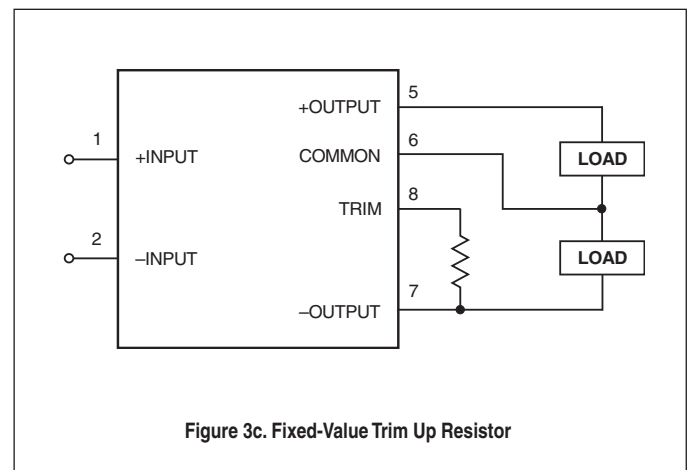 5
+OUTPUT
1
6
+INPUT
COMMON
LOAD
8
TRIM
2
–INPUT
LOAD
7
–OUTPUT
Figure 3c. Fixed-Value Trim Up Resistor